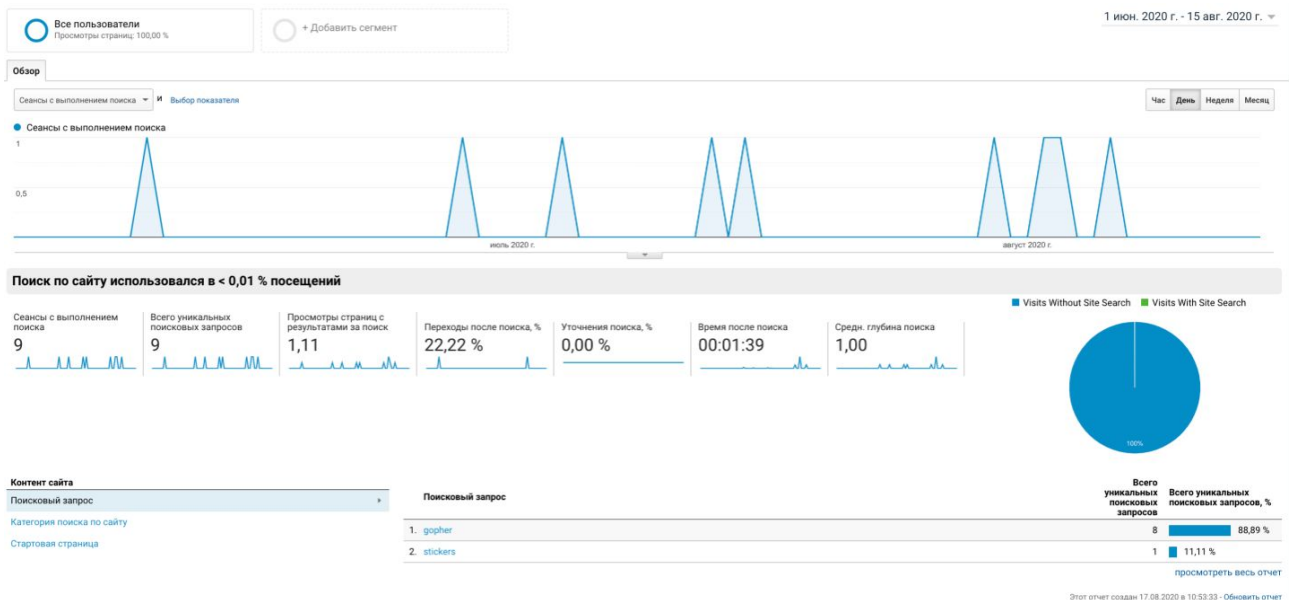 Все пользователи
Просмотры страниц: 100,00 %
+ Добавить сегмент
1 июн. 2020 г. - 15 авг. 2020 г.
Обзор
Сеансы с выполнением поиска и Выбор показателя
Час День Неделя Месяц
Сеансы с выполнением поиска
1
0,5
июль 2020 г.
август 2020 г.
Поиск по сайту использовался в < 0,01 % посещений
Сеансы с выполнением
поиска
9
Всего уникальных
поисковых запросов
9
Просмотры страниц с
результатами за поиск
1,11
Переходы после поиска, %
22,22 %
Уточнения поиска, %
0,00 %
Время после поиска
00:01:39
Средн. глубина поиска
1,00
Visits Without Site Search Visits With Site Search
100%
Контент сайта
Поисковый запрос
Категория поиска по сайту
Стартовая страница
Поисковый запрос
Всего
уникальных
поисковых
запросов
Всего уникальных
поисковых запросов, %
1. gopher 8 88,89 %
2. stickers 1 11,11 %
просмотреть весь отчет
Этот отчет создан 17.08.2020 в 10:53:33 - Обновить отчет